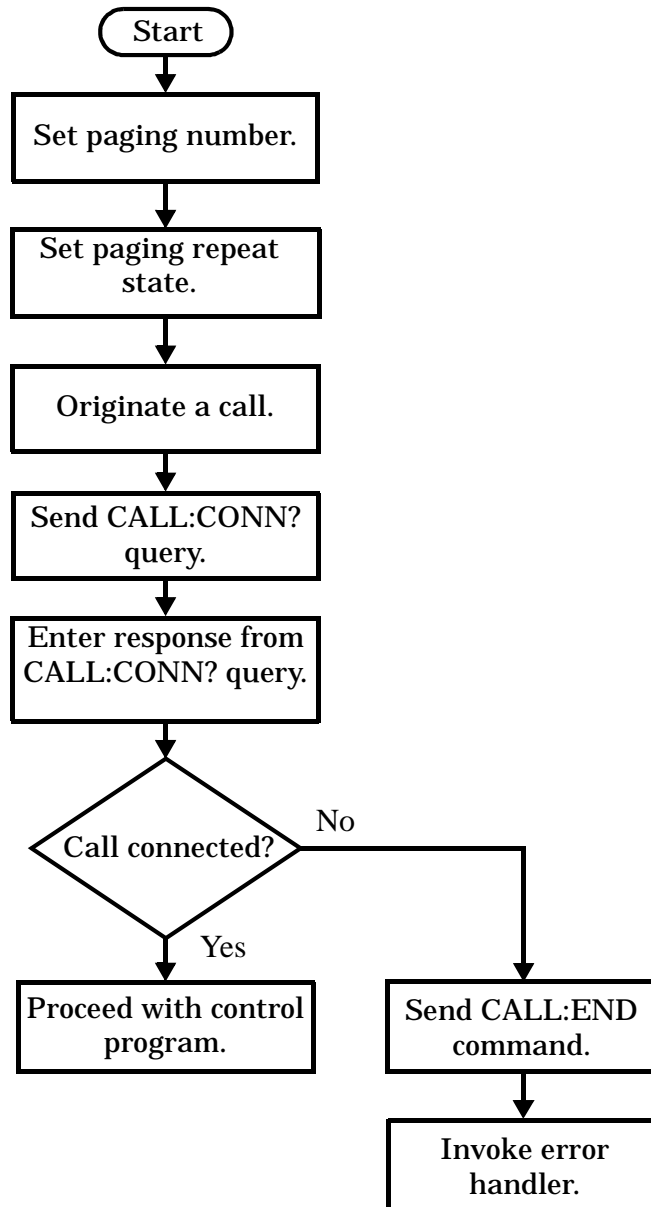 Start
Set paging number.
Set paging repeat
state.
Originate a call.
Send CALL:CONN?
query.
Enter response from
CALL:CONN? query.
Call connected?
No
Yes
Proceed with control
program.
Send CALL:END
command.
Invoke error
handler.